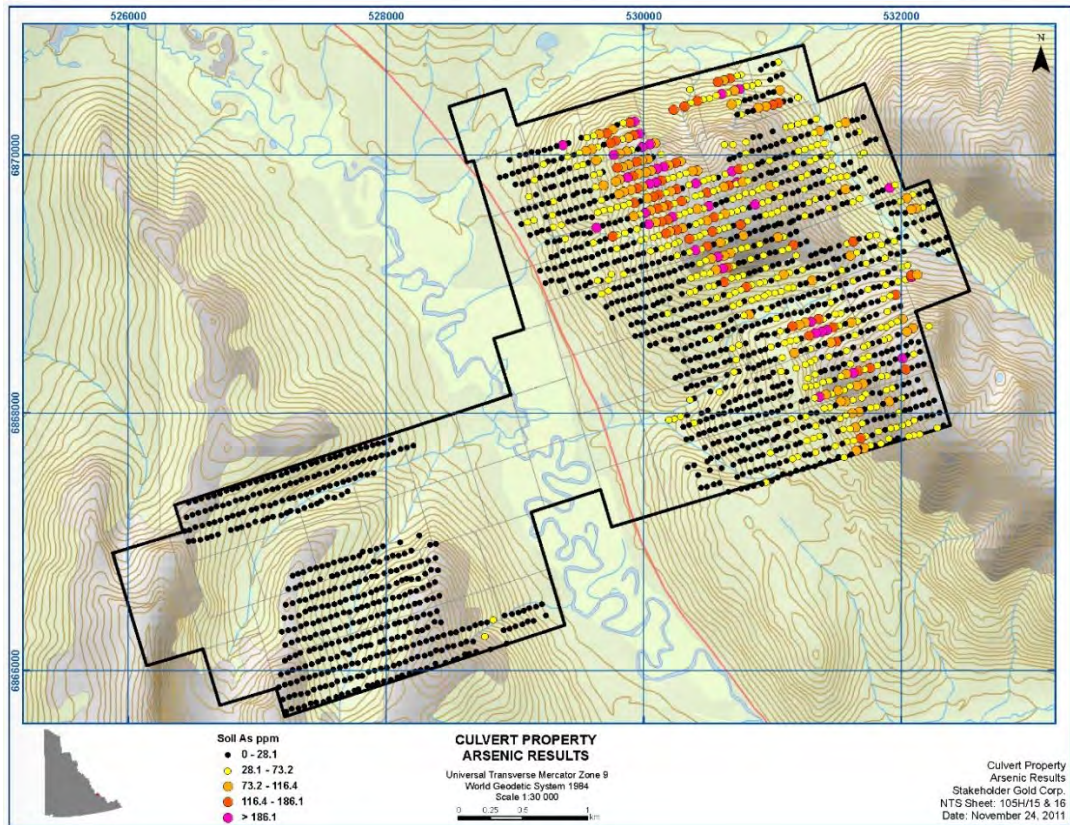 526000 528000 530000 532000
N
6870000
6868000
6866000
Soil As ppm
0 - 28.1
28.1 - 73.2
73.2 - 116.4
116.4 - 186.1
> 186.1
CULVERT PROPERTY
ARSENIC RESULTS
Universal Transverse Mercator Zone 9
World Geodetic System 1984
Scale 1:30 000
0 0.25 0.5 1
km
Culvert Property
Arsenic Results
Stakeholder Gold Corp.
NTS Sheet: 105H/15 & 16
Date: November 24, 2011